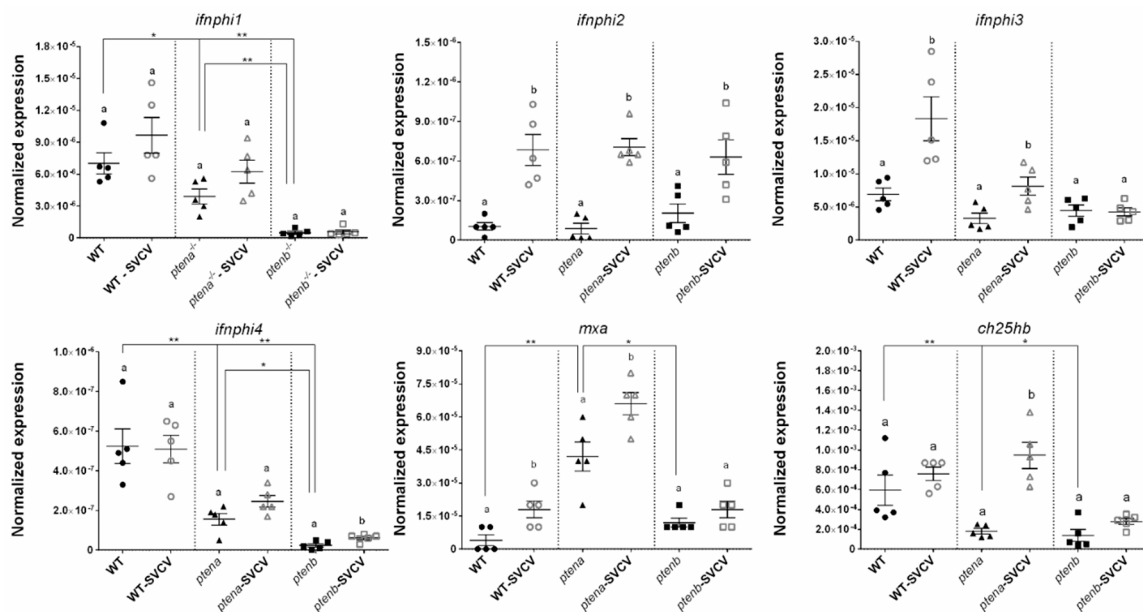 ifnphi1
* **
**
Normalized expression
1.8×10⁻⁵
1.5×10⁻⁵
1.2×10⁻⁵
9.0×10⁻⁶
6.0×10⁻⁶
3.0×10⁻⁶
0
a a a a a a
WT WT - SVCV ptena⁻/⁻ ptena⁻/⁻ - SVCV ptenb⁻/⁻ ptenb⁻/⁻ - SVCV
ifnphi2
Normalized expression
1.5×10⁻⁶
1.2×10⁻⁶
9.0×10⁻⁷
6.0×10⁻⁷
3.0×10⁻⁷
0
a b a b a b
WT WT-SVCV ptena ptena-SVCV ptenb ptenb-SVCV
ifnphi3
Normalized expression
3.0×10⁻⁵
2.5×10⁻⁵
2.0×10⁻⁵
1.5×10⁻⁵
1.0×10⁻⁵
5.0×10⁻⁶
0
a b a b a a
WT WT-SVCV ptena ptena-SVCV ptenb ptenb-SVCV
ifnphi4
** **
*
Normalized expression
1.0×10⁻⁶
8.0×10⁻⁷
6.0×10⁻⁷
4.0×10⁻⁷
2.0×10⁻⁷
0
a a a a a b
WT WT-SVCV ptena ptena-SVCV ptenb ptenb-SVCV
mxa
** *
Normalized expression
9.0×10⁻⁵
7.0×10⁻⁵
5.0×10⁻⁵
3.0×10⁻⁵
1.0×10⁻⁵
0
a b a b a a
WT WT-SVCV ptena ptena-SVCV ptenb ptenb-SVCV
ch25hb
** *
Normalized expression
2.0×10⁻³
1.8×10⁻³
1.6×10⁻³
1.4×10⁻³
1.2×10⁻³
1.0×10⁻³
8.0×10⁻⁴
6.0×10⁻⁴
4.0×10⁻⁴
2.0×10⁻⁴
0
a a a b a a
WT WT-SVCV ptena ptena-SVCV ptenb ptenb-SVCV